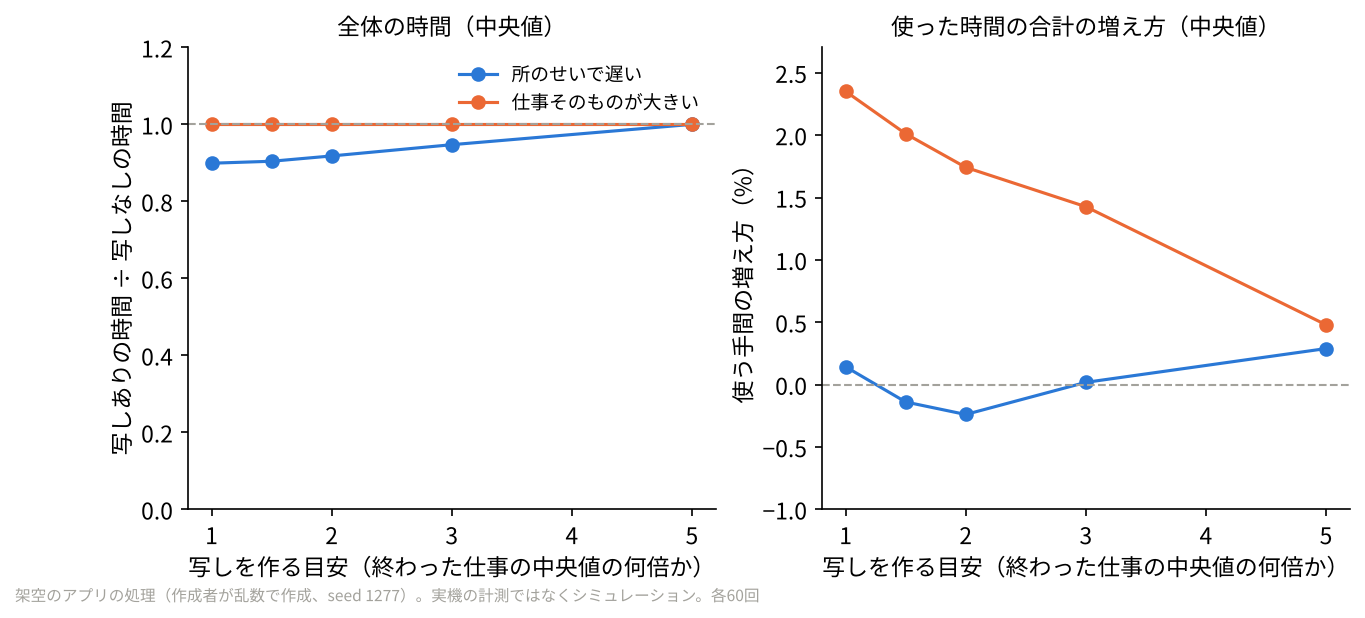 全体の時間（中央値）
写しありの時間 ÷ 写しなしの時間
1.2
1.0
0.8
0.6
0.4
0.2
0.0
所のせいで遅い
仕事そのものが大きい
1 2 3 4 5
写しを作る目安（終わった仕事の中央値の何倍か）
使った時間の合計の増え方（中央値）
使う手間の増え方（%）
2.5
2.0
1.5
1.0
0.5
0.0
−0.5
−1.0
1 2 3 4 5
写しを作る目安（終わった仕事の中央値の何倍か）
架空のアプリの処理（作成者が乱数で作成、seed 1277）。実機の計測ではなくシミュレーション。各60回